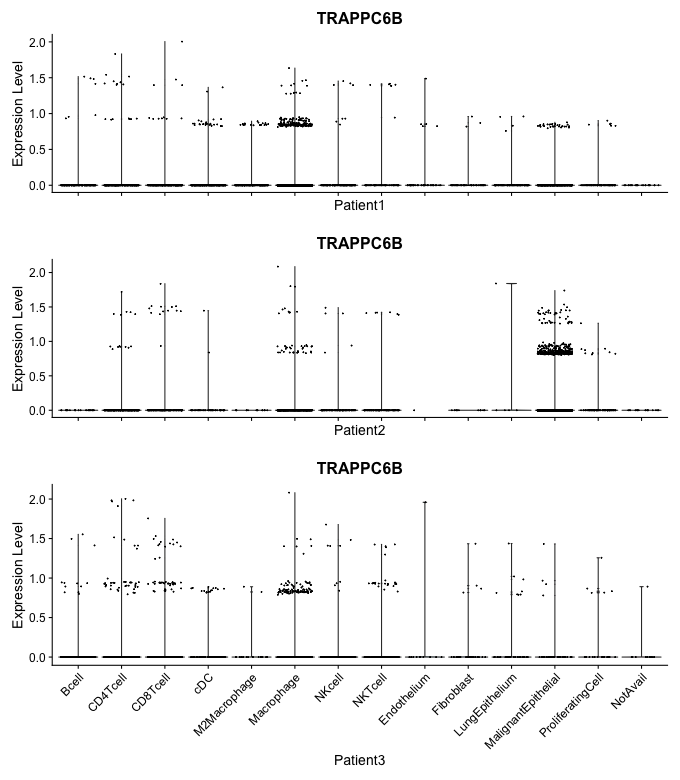 TRAPPC6B
Expression Level
2.0
1.5
1.0
0.5
0.0
Patient1
TRAPPC6B
Expression Level
2.0
1.5
1.0
0.5
0.0
Patient2
TRAPPC6B
Expression Level
2.0
1.5
1.0
0.5
0.0
Bcell
CD4Tcell
CD8Tcell
cDC
M2Macrophage
Macrophage
NKcell
NKTcell
Endothelium
Fibroblast
LungEpithelium
MalignantEpithelial
ProliferatingCell
NotAvail
Patient3